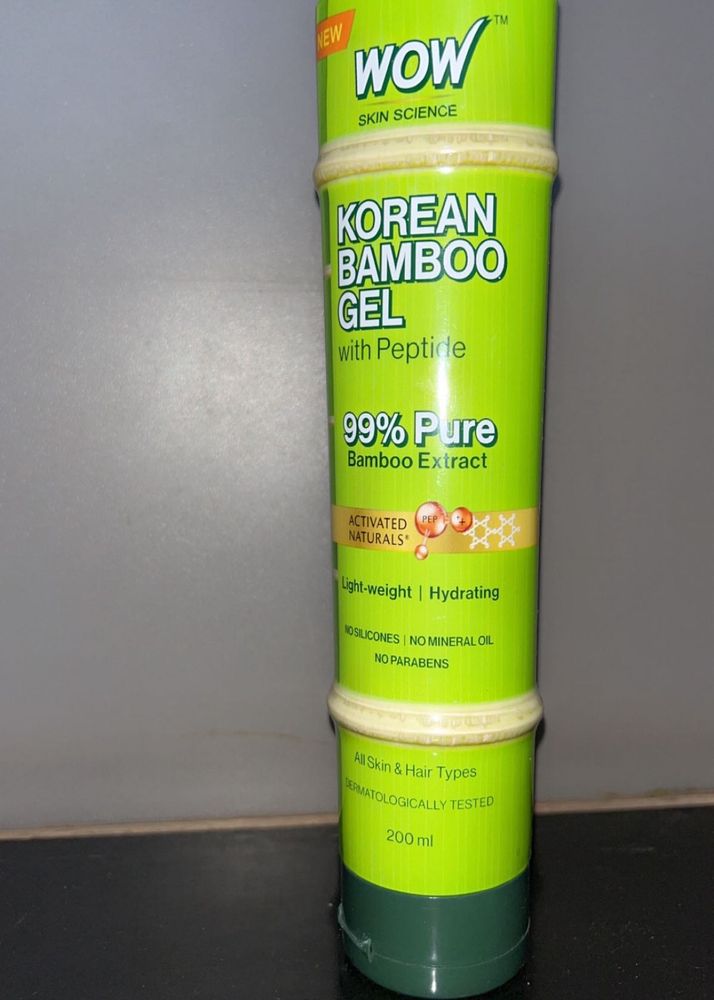 NEW
WOW™
SKIN SCIENCE
KOREAN
BAMBOO
GEL
with Peptide
99% Pure
Bamboo Extract
ACTIVATED
NATURALS®
PEP
Light-weight | Hydrating
NO SILICONES | NO MINERAL OIL
NO PARABENS
All Skin & Hair Types
DERMATOLOGICALLY TESTED
200 ml